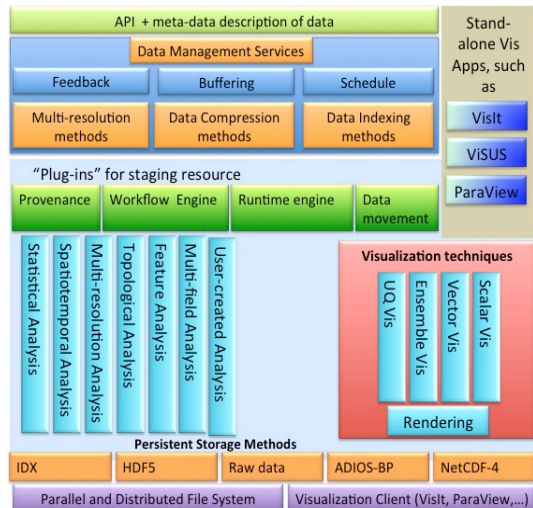 API + meta-data description of data
Data Management Services
Feedback
Buffering
Schedule
Multi-resolution
methods
Data Compression
methods
Data Indexing
methods
Stand-
alone Vis
Apps, such
as
VisIt
ViSUS
ParaView
“Plug-ins” for staging resource
Provenance
Workflow Engine
Runtime engine
Data
movement
Statistical Analysis
Spatiotemporal Analysis
Multi-resolution Analysis
Topological Analysis
Feature Analysis
Multi-field Analysis
User-created Analysis
Visualization techniques
UQ Vis
Ensemble Vis
Vector Vis
Scalar Vis
Rendering
Persistent Storage Methods
IDX
HDF5
Raw data
ADIOS-BP
NetCDF-4
Parallel and Distributed File System
Visualization Client (VisIt, ParaView,...)